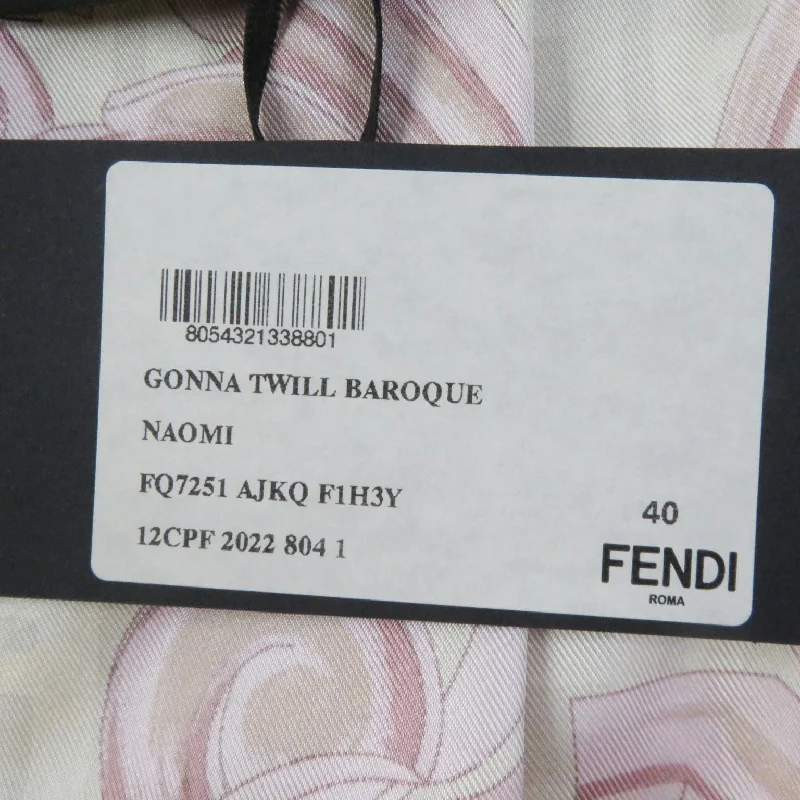 8054321338801
GONNA TWILL BAROQUE
NAOMI
FQ7251 AJKQ F1H3Y
12CPF 2022 804 1
40
FENDI
ROMA